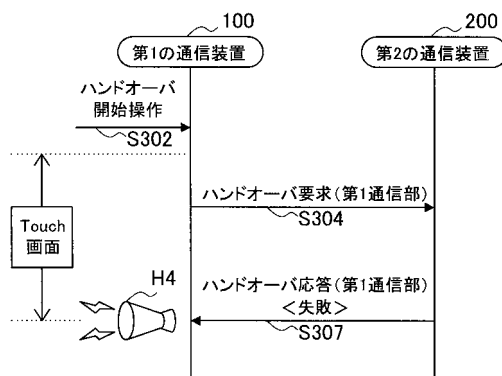 100
200
第1の通信装置
第2の通信装置
ハンドオーバ
開始操作
S302
ハンドオーバ要求(第1通信部)
S304
Touch
画面
H4
ハンドオーバ応答(第1通信部)
<失敗>
S307